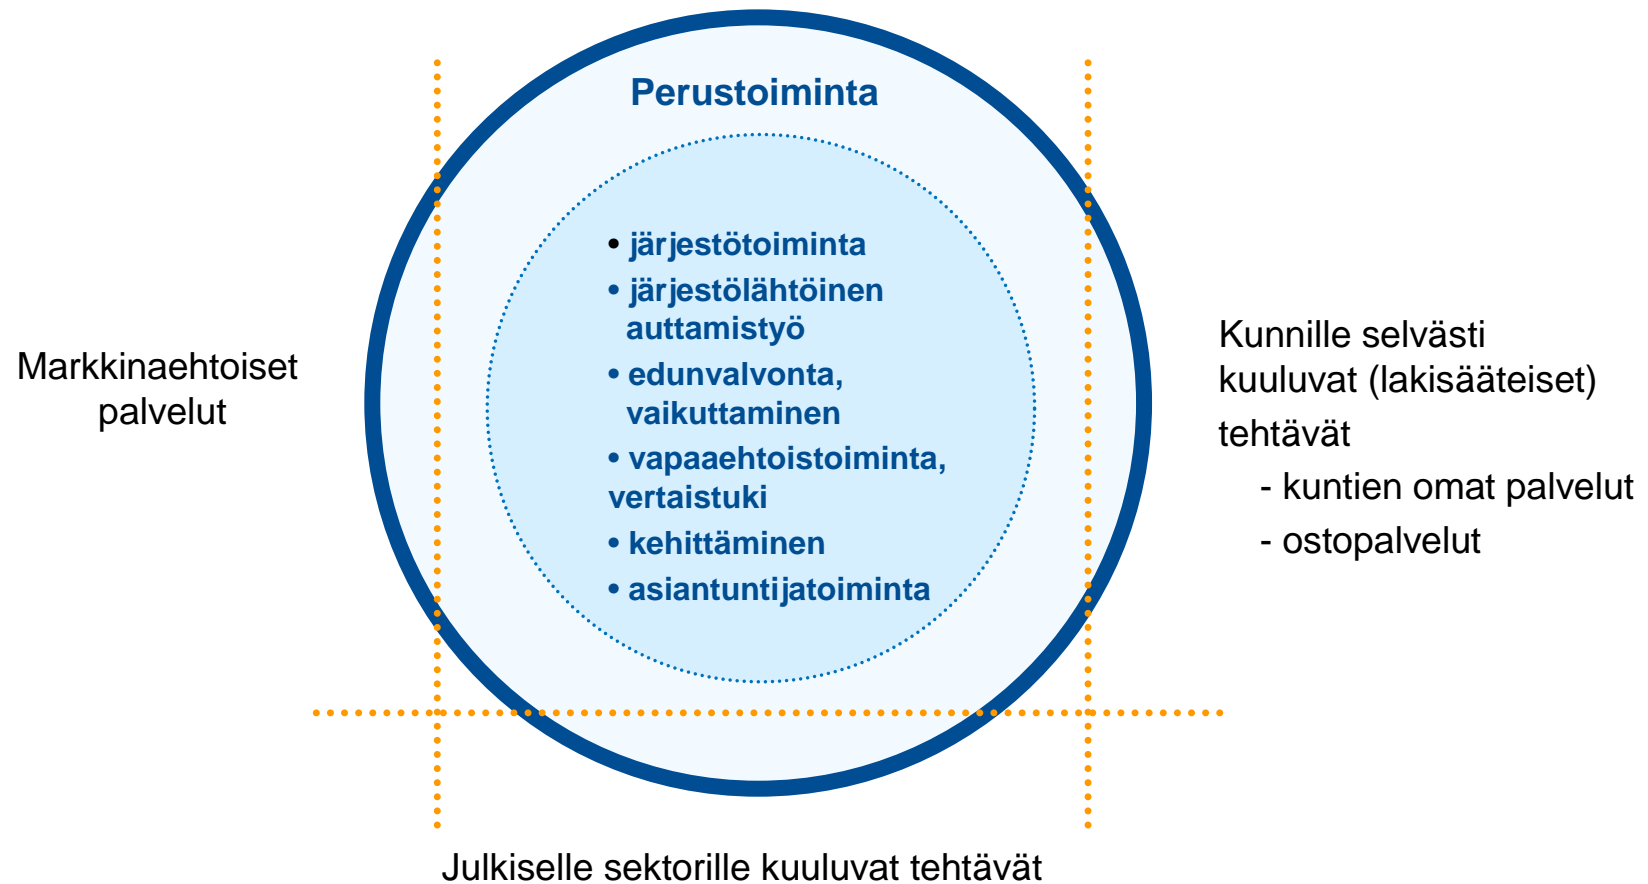 Perustoiminta
• järjestötoiminta
• järjestölähtöinen
auttamistyö
• edunvalvonta,
vaikuttaminen
• vapaaehtoistoiminta,
vertaistuki
• kehittäminen
• asiantuntijatoiminta
Markkinaehtoiset
palvelut
Kunnille selvästi
kuuluvat (lakisääteiset)
tehtävät
- kuntien omat palvelut
- ostopalvelut
Julkiselle sektorille kuuluvat tehtävät